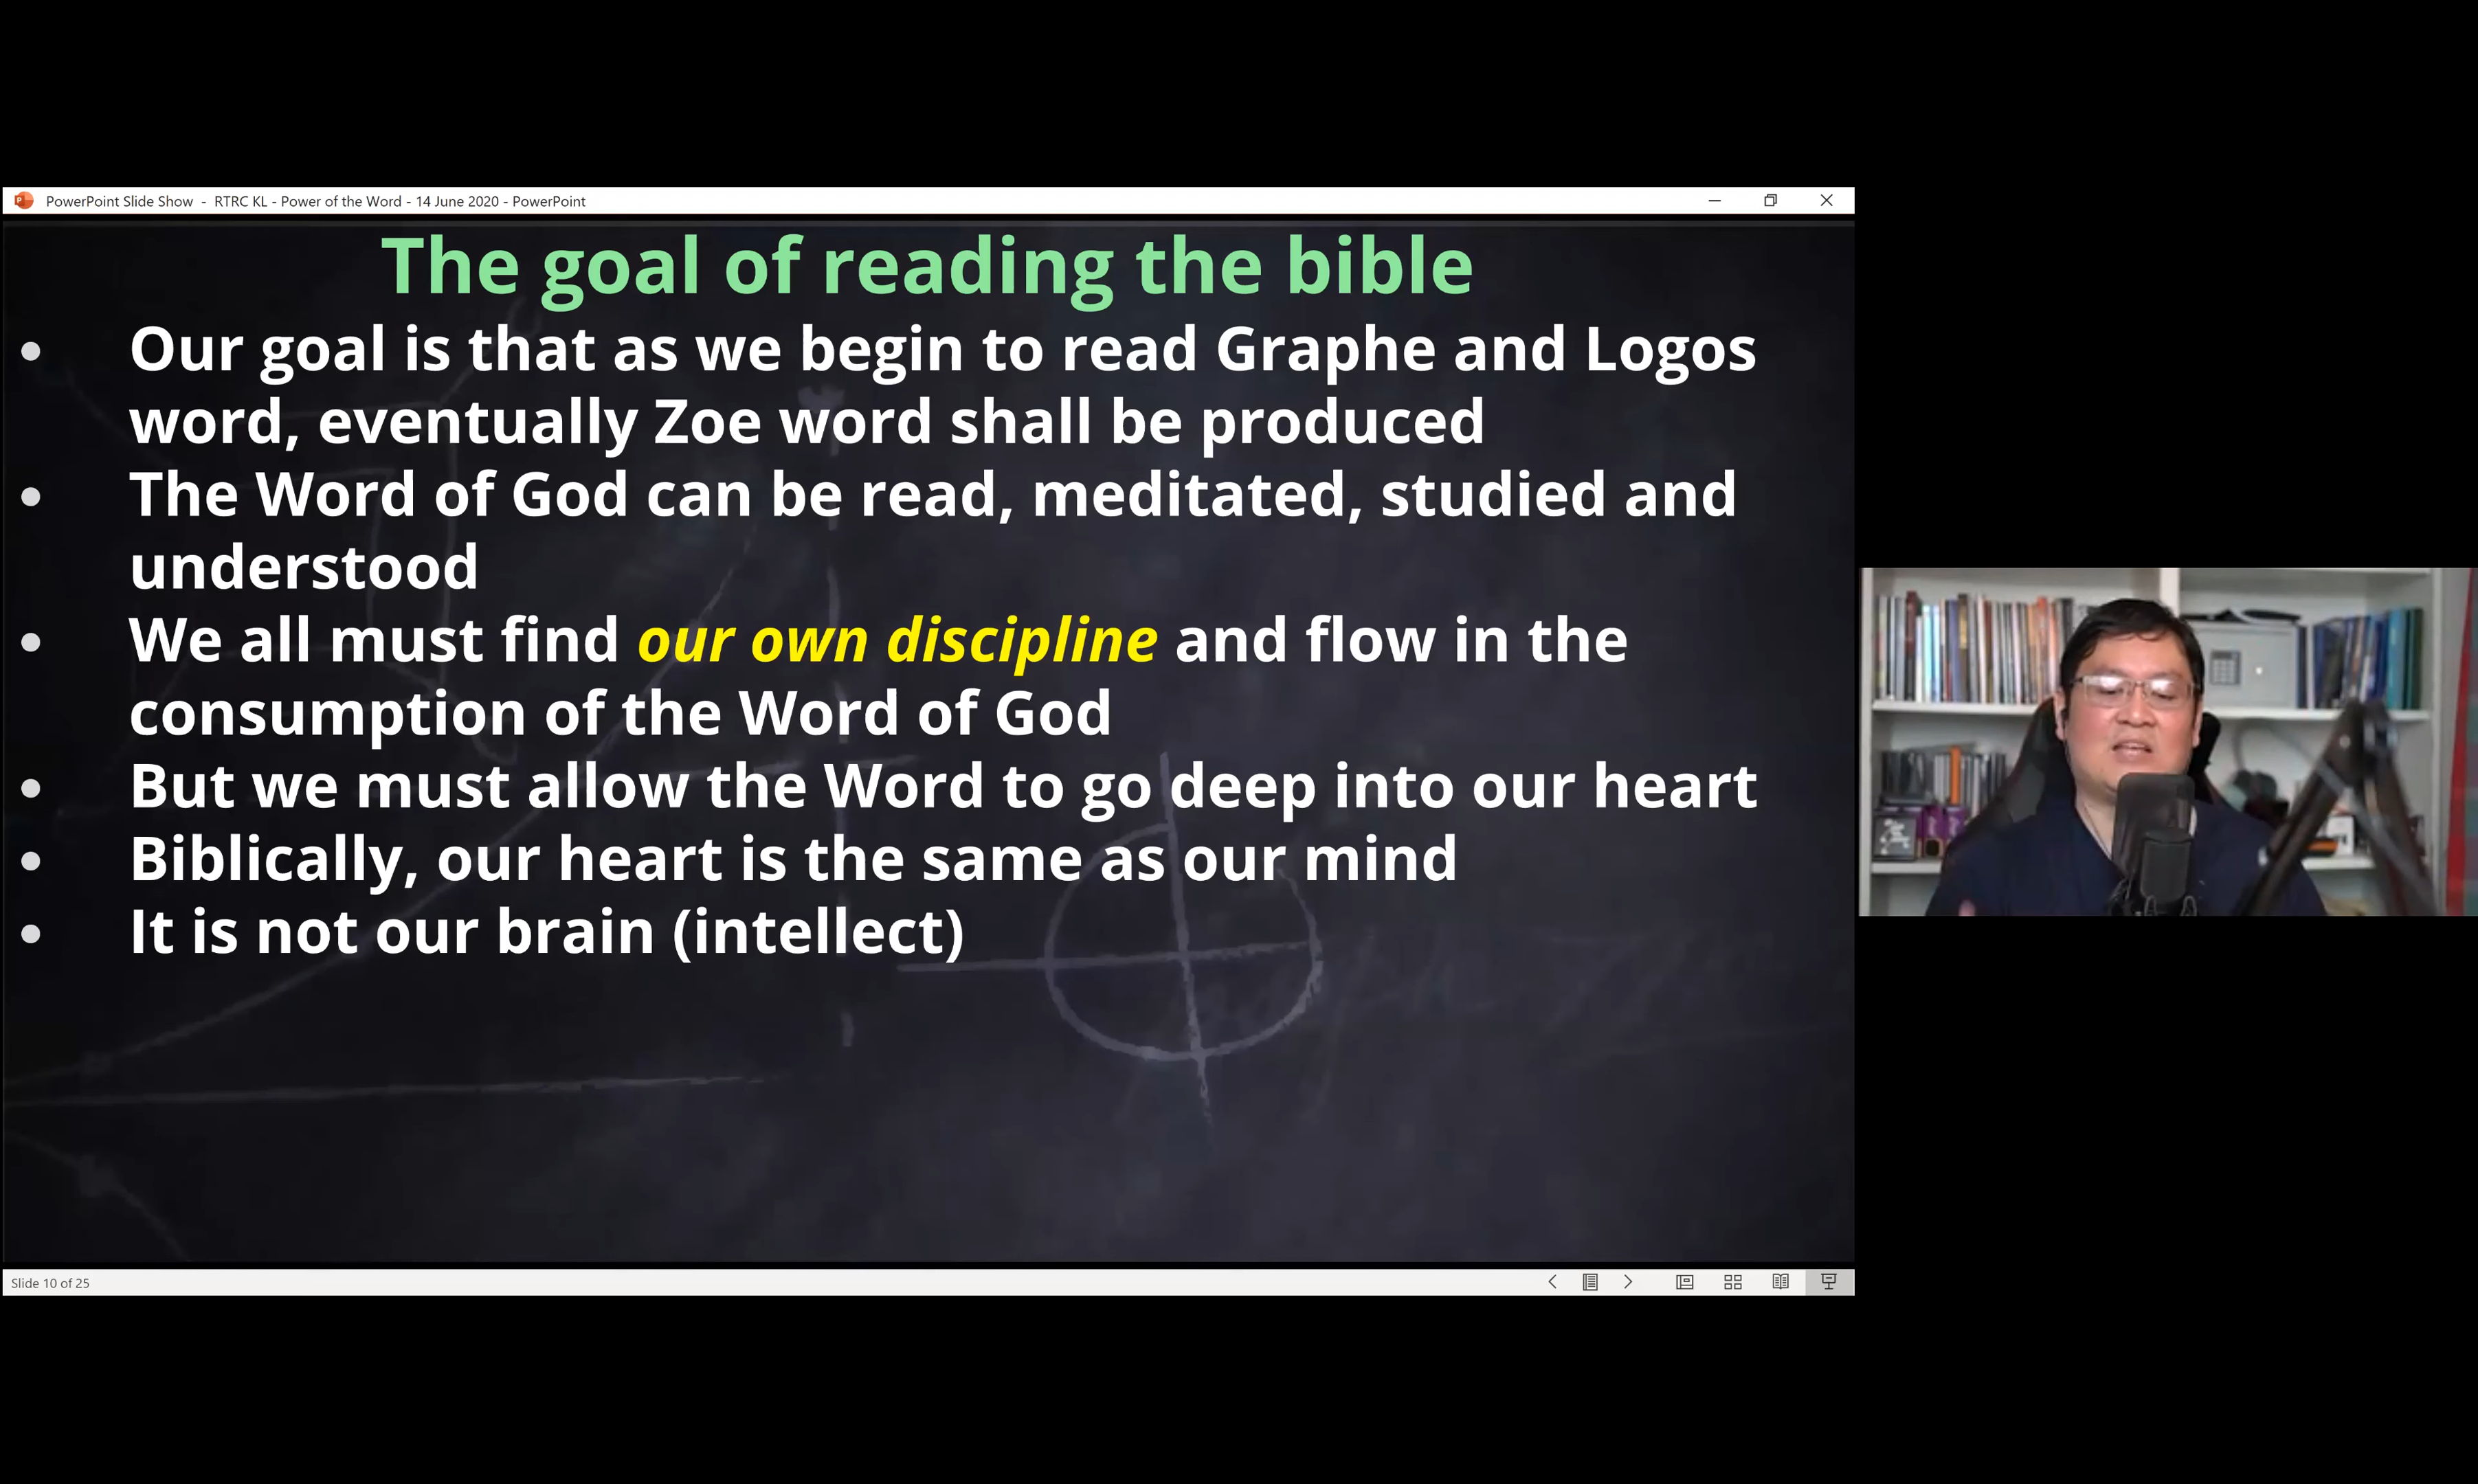 PowerPoint Slide Show - RTRC KL - Power of the Word - 14 June 2020 - PowerPoint
The goal of reading the bible
• Our goal is that as we begin to read Graphe and Logos
word, eventually Zoe word shall be produced
• The Word of God can be read, meditated, studied and
understood
• We all must find our own discipline and flow in the
consumption of the Word of God
• But we must allow the Word to go deep into our heart
• Biblically, our heart is the same as our mind
• It is not our brain (intellect)
Slide 10 of 25